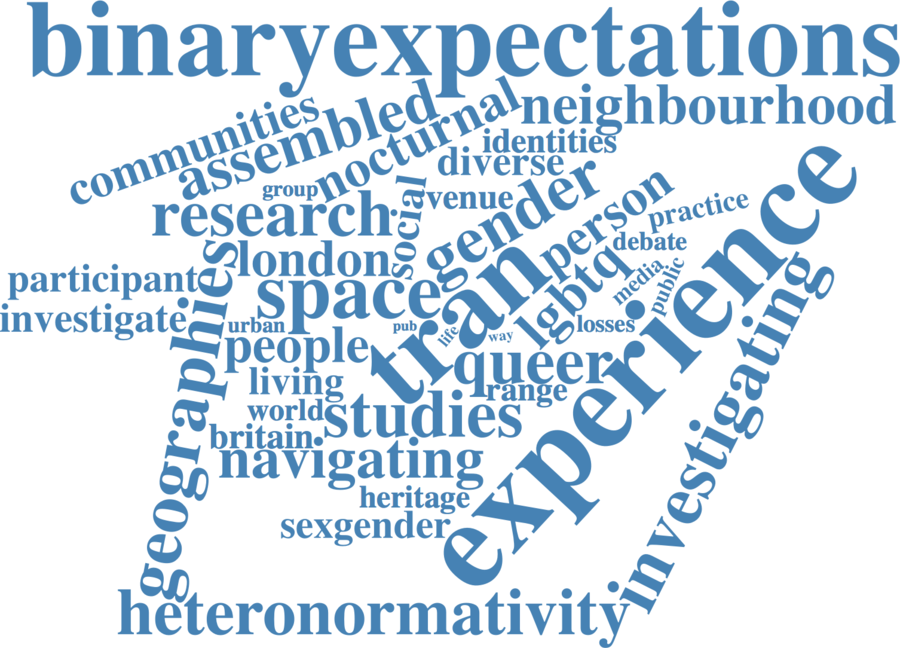 binaryexpectations
communities
assembled
nocturnal
neighbourhood
identities
diverse
group
research
social
venue
gender
person
practice
debate
experience
london
participant
geographies
space
tran
lgbtq
media
public
investigate
urban
pub
life
way
losses
people
queer
investigating
living
range
world
studies
britain
navigating
heritage
sexgender
heteronormativity